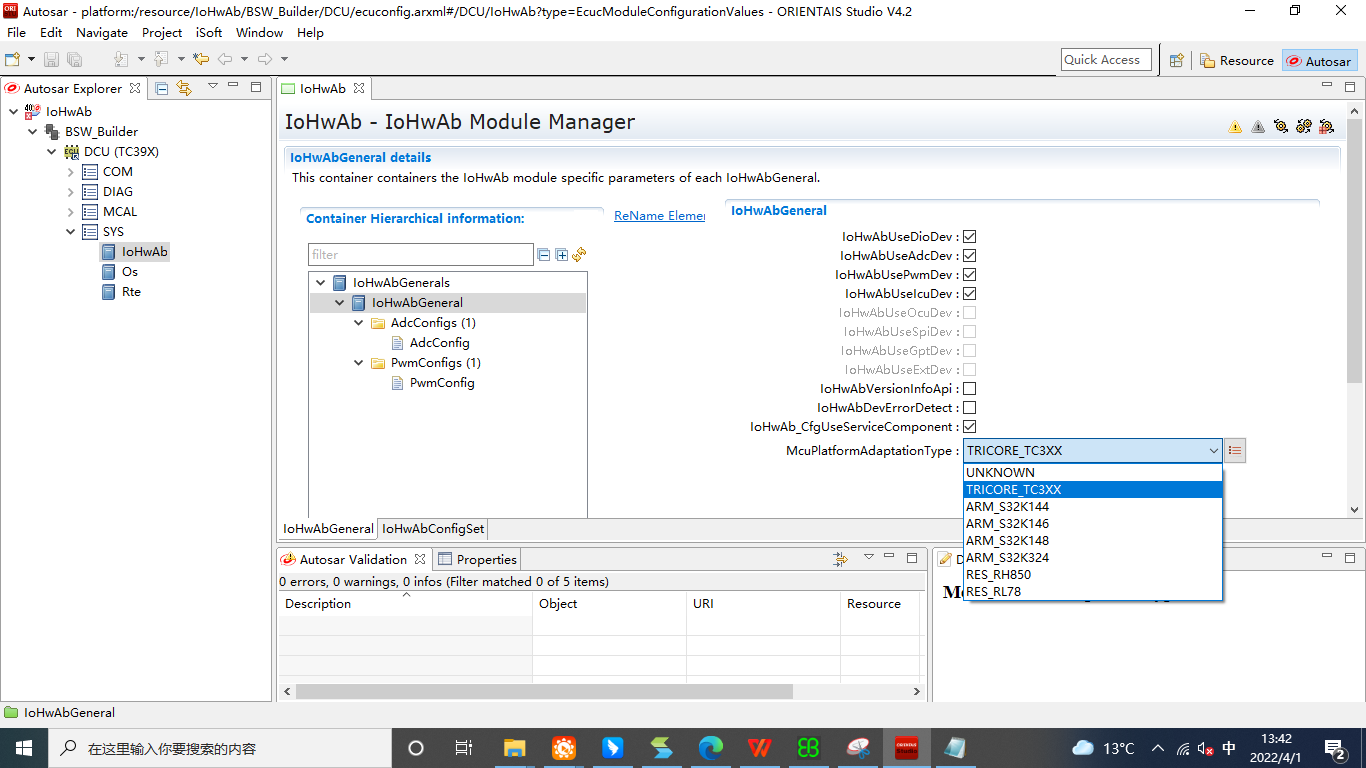 Autosar - platform:/resource/IoHwAb/BSW_Builder/DCU/ecuconfig.arxml#/DCU/IoHwAb?type=EcucModuleConfigurationValues - ORIENTAIS Studio V4.2
File Edit Navigate Project iSoft Window Help
Quick Access Resource Autosar
Autosar Explorer
IoHwAb
BSW_Builder
DCU (TC39X)
COM
DIAG
MCAL
SYS
IoHwAb
Os
Rte
IoHwAb
IoHwAb - IoHwAb Module Manager
IoHwAbGeneral details
This container containers the IoHwAb module specific parameters of each IoHwAbGeneral.
Container Hierarchical information:
filter
IoHwAbGenerals
IoHwAbGeneral
AdcConfigs (1)
AdcConfig
PwmConfigs (1)
PwmConfig
ReName Elemer
IoHwAbGeneral
IoHwAbUseDioDev :
IoHwAbUseAdcDev :
IoHwAbUsePwmDev :
IoHwAbUseIcuDev :
IoHwAbUseOcuDev :
IoHwAbUseSpiDev :
IoHwAbUseGptDev :
IoHwAbUseExtDev :
IoHwAbVersionInfoApi :
IoHwAbDevErrorDetect :
IoHwAb_CfgUseServiceComponent :
McuPlatformAdaptationType : TRICORE_TC3XX
UNKNOWN
TRICORE_TC3XX
ARM_S32K144
ARM_S32K146
ARM_S32K148
ARM_S32K324
RES_RH850
RES_RL78
IoHwAbGeneral IoHwAbConfigSet
Autosar Validation Properties
0 errors, 0 warnings, 0 infos (Filter matched 0 of 5 items)
Description Object URI Resource
IoHwAbGeneral
在这里输入你要搜索的内容
13°C 中
13:42
2022/4/1
2